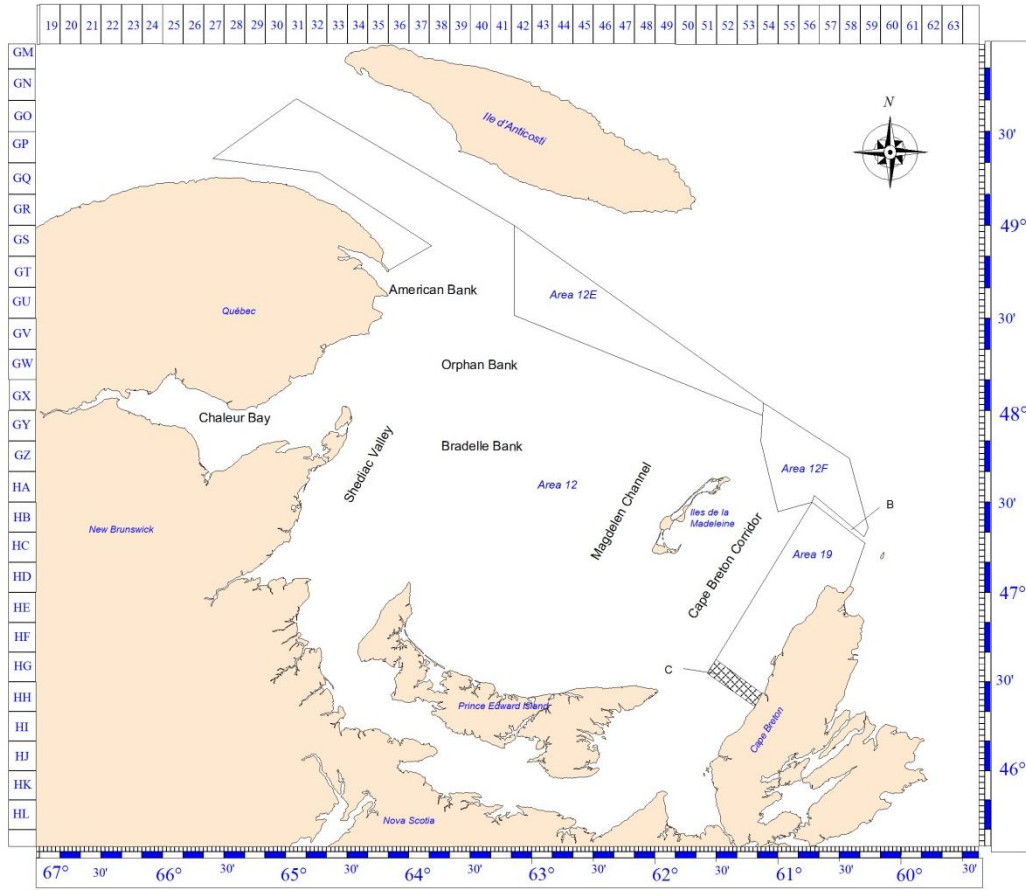 19 20 21 22 23 24 25 26 27 28 29 30 31 32 33 34 35 36 37 38 39 40 41 42 43 44 45 46 47 48 49 50 51 52 53 54 55 56 57 58 59 60 61 62 63
GM
GN
GO
GP
GQ
GR
GS
GT
GU
GV
GW
GX
GY
GZ
HA
HB
HC
HD
HE
HF
HG
HH
HI
HJ
HK
HL
Ile d'Anticosti
N
Québec
American Bank
Area 12E
Orphan Bank
Chaleur Bay
Shediac Valley
Bradelle Bank
Area 12
Magdelen Channel
Area 12F
B
Iles de la
Madeleine
New Brunswick
Cape Breton Corridor
Area 19
C
Prince Edward Island
Cape Breton
Nova Scotia
30'
49°
30'
48°
30'
47°
30'
46°
67° 30' 66° 30' 65° 30' 64° 30' 63° 30' 62° 30' 61° 30' 60°